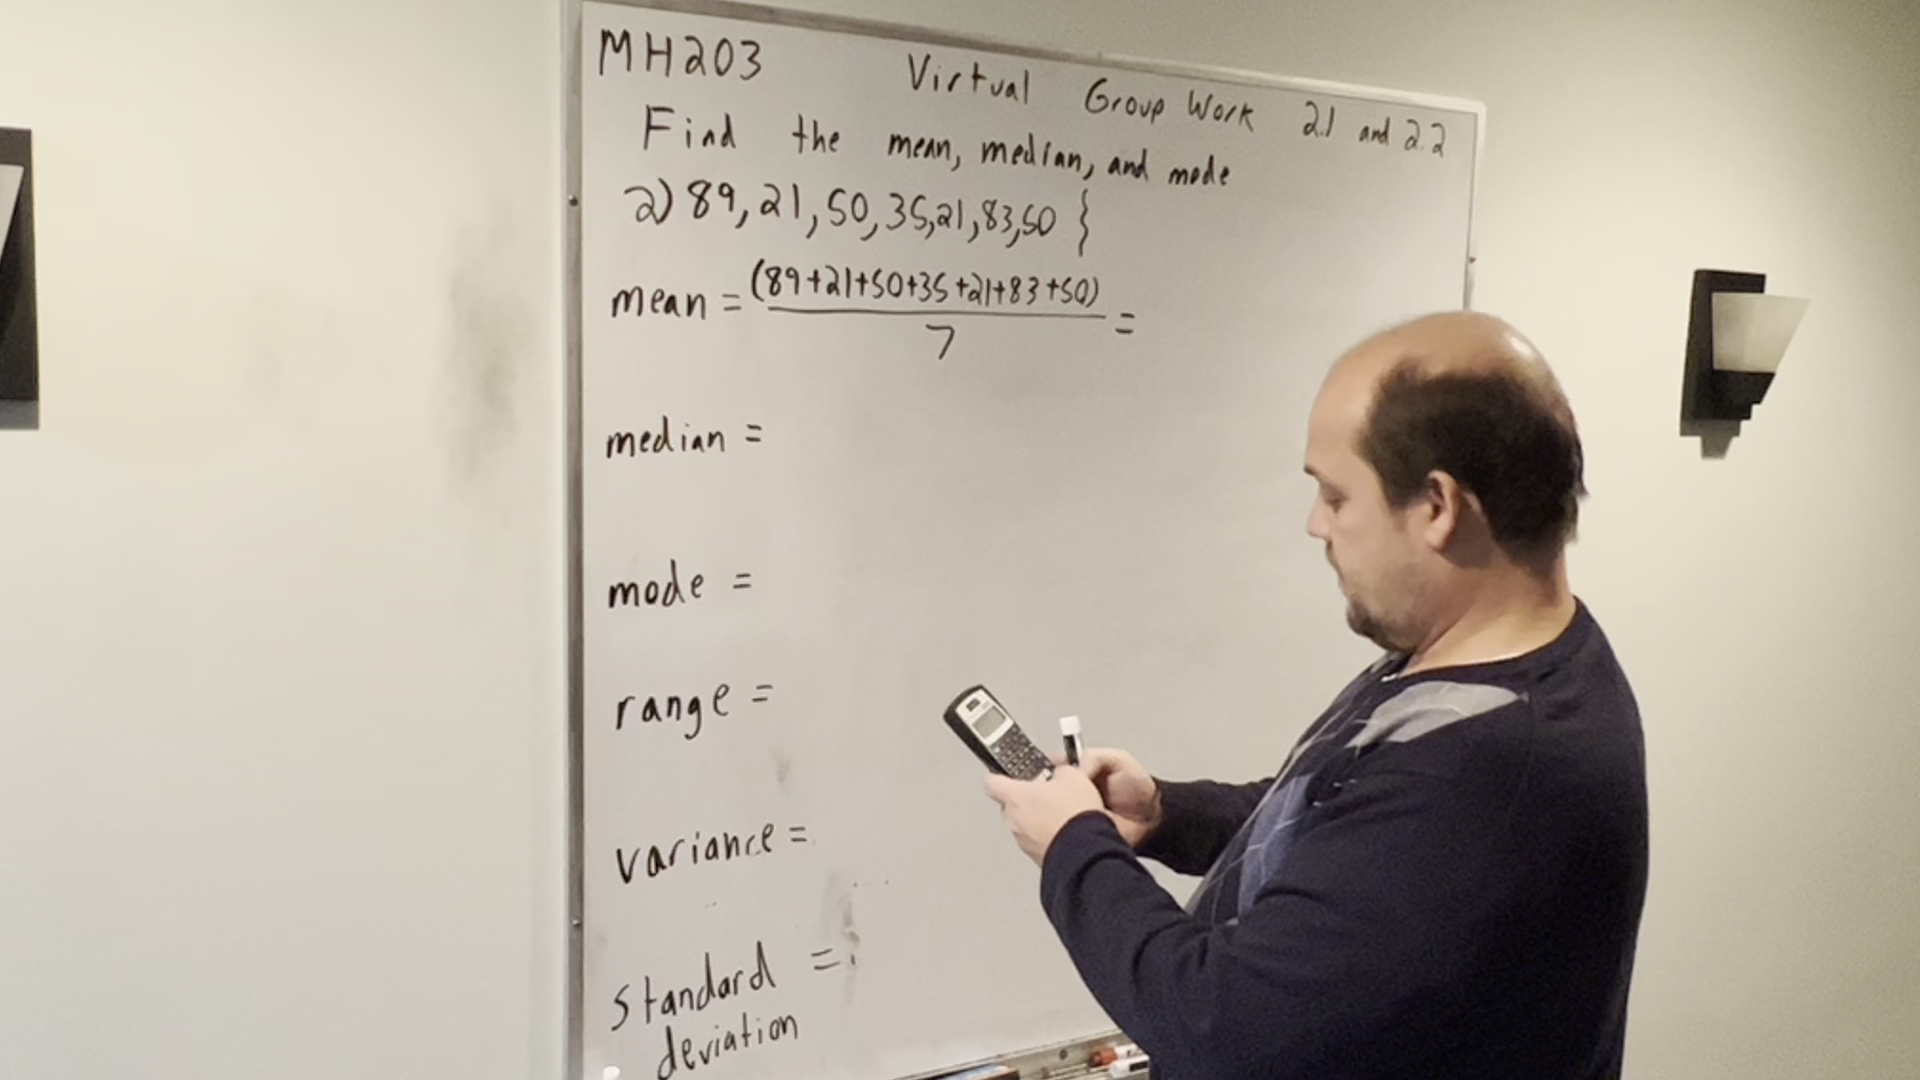 MH203 Virtual Group Work 2.1 and 2.2
Find the mean, median, and mode
2) 89, 21, 50, 35, 21, 83, 50 }
mean = (89+21+50+35+21+83+50)
7
=
median =
mode =
range =
variance =
standard =
deviation